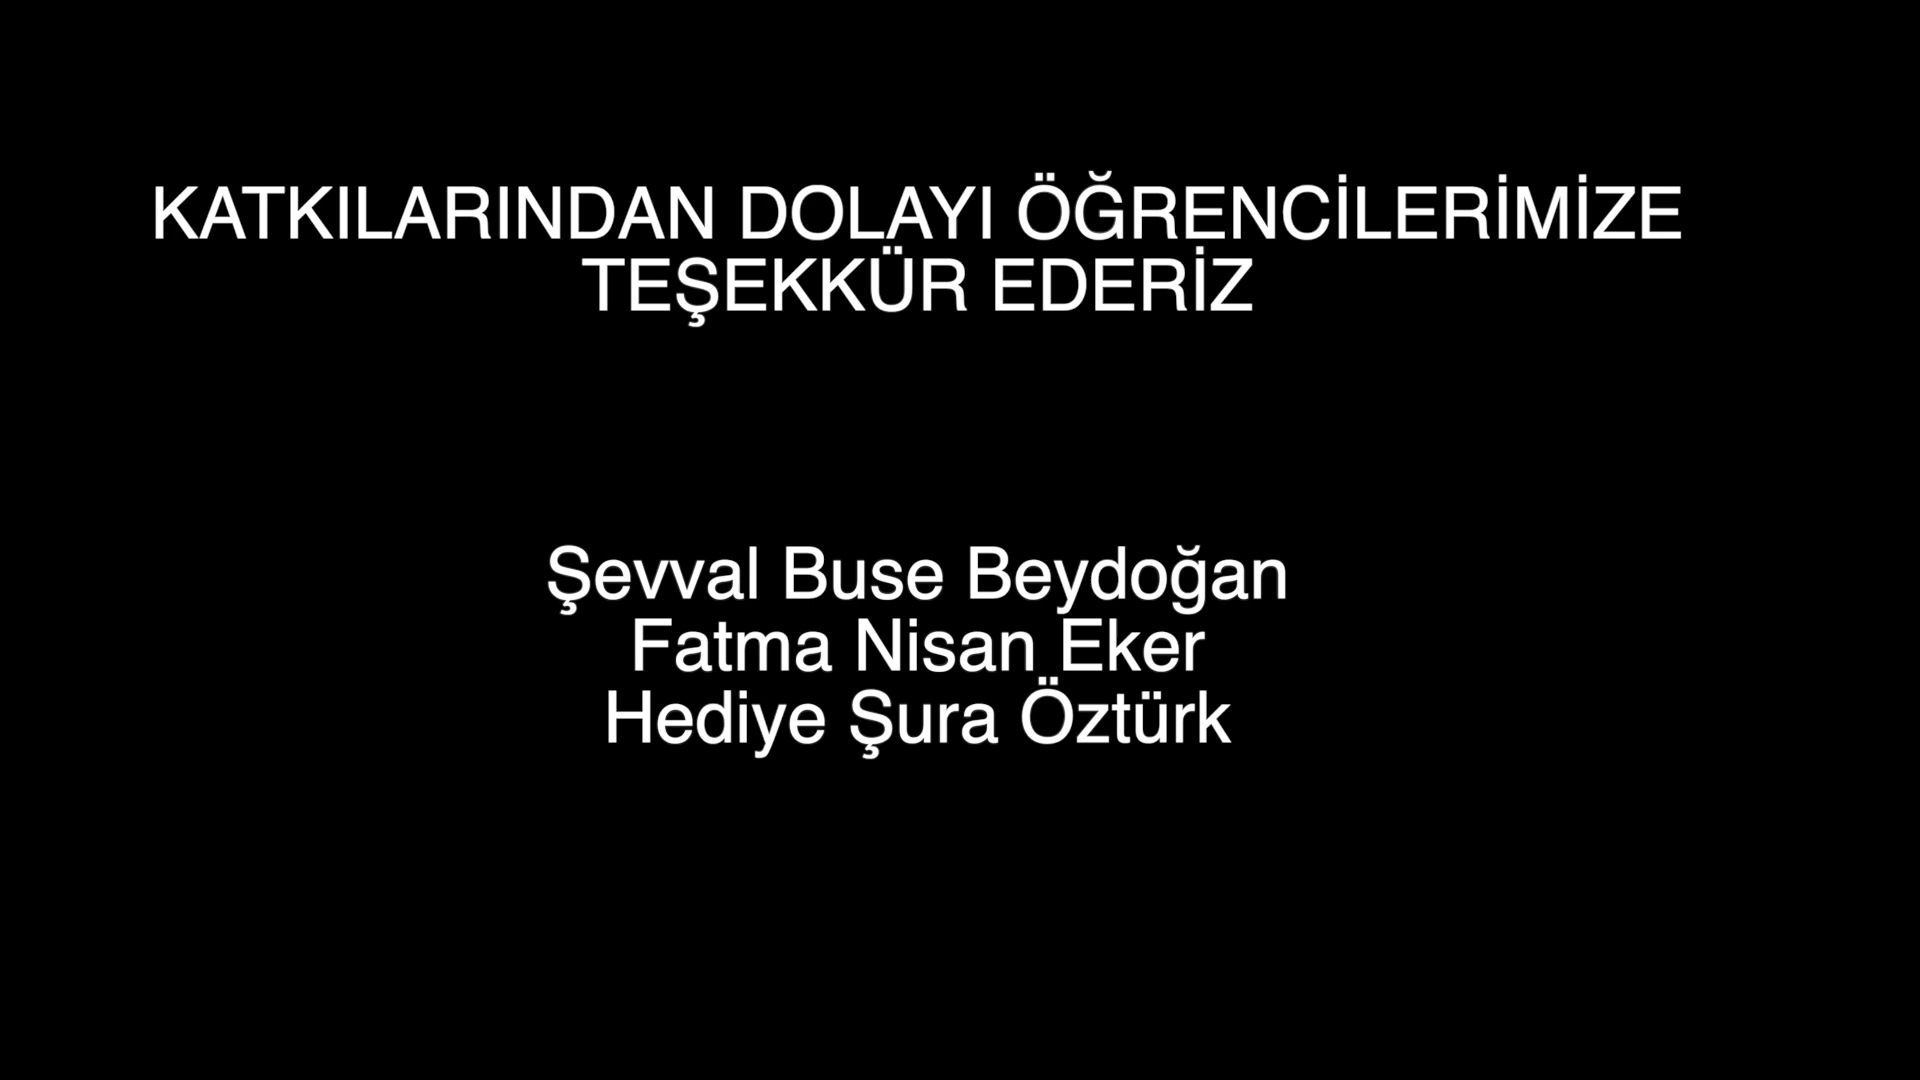 KATKILARINDAN DOLAYI ÖĞRENCİLERİMİZE
TEŞEKKÜR EDERİZ
Şevval Buse Beydoğan
Fatma Nisan Eker
Hediye Şura Öztürk